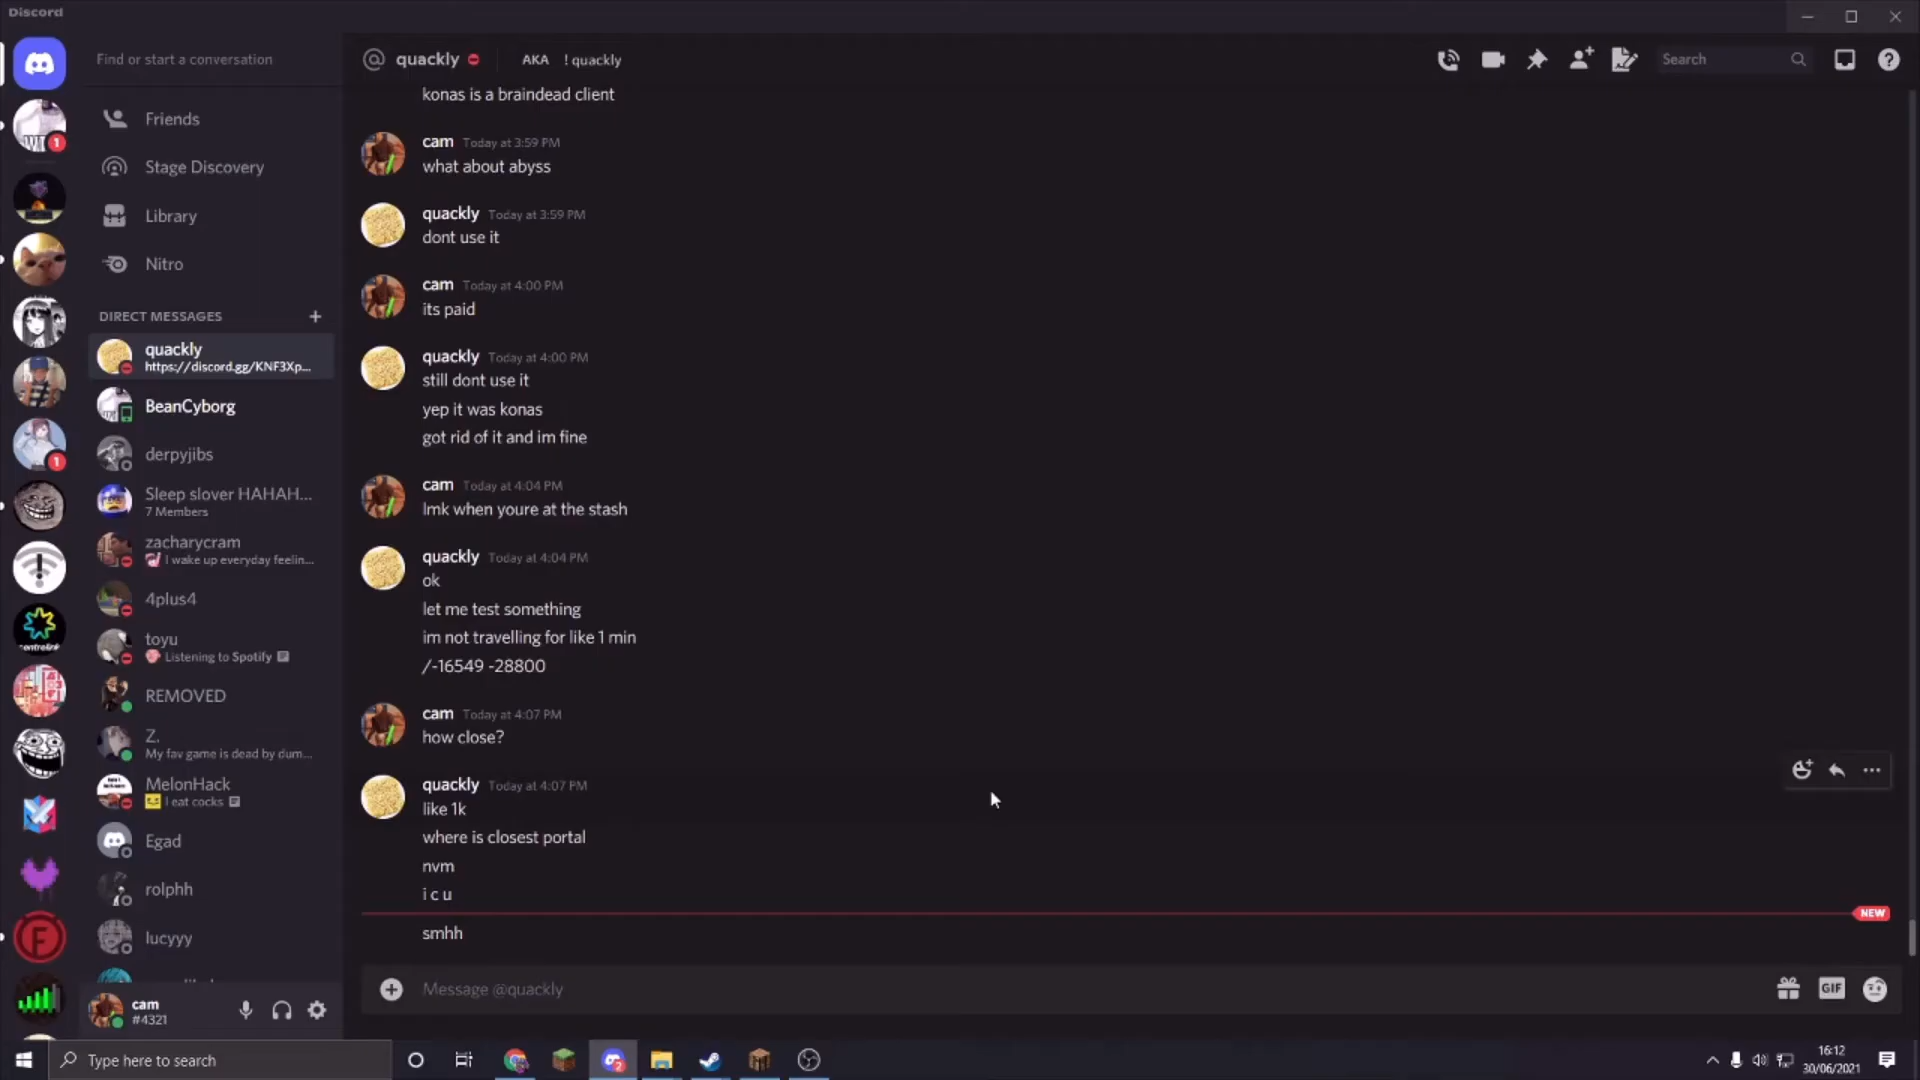 Discord
Find or start a conversation
Friends
Stage Discovery
Library
Nitro
DIRECT MESSAGES
quackly
https://discord.gg/KNF3Xp...
BeanCyborg
derpyjibs
Sleep slover HAHAH...
7 Members
zacharycram
I wake up everyday feelin...
4plus4
toyu
Listening to Spotify
REMOVED
Z.
My fav game is dead by dum...
MelonHack
I eat cocks
Egad
rolphh
lucyyy
cam
#4321
1
1
centrelink
quackly
AKA ! quackly
Search
konas is a braindead client
cam Today at 3:59 PM
what about abyss
quackly Today at 3:59 PM
dont use it
cam Today at 4:00 PM
its paid
quackly Today at 4:00 PM
still dont use it
yep it was konas
got rid of it and im fine
cam Today at 4:04 PM
lmk when youre at the stash
quackly Today at 4:04 PM
ok
let me test something
im not travelling for like 1 min
/-16549 -28800
cam Today at 4:07 PM
how close?
quackly Today at 4:07 PM
like 1k
where is closest portal
nvm
i c u
NEW
smhh
Message @quackly
GIF
Type here to search
2
16:12
30/06/2021